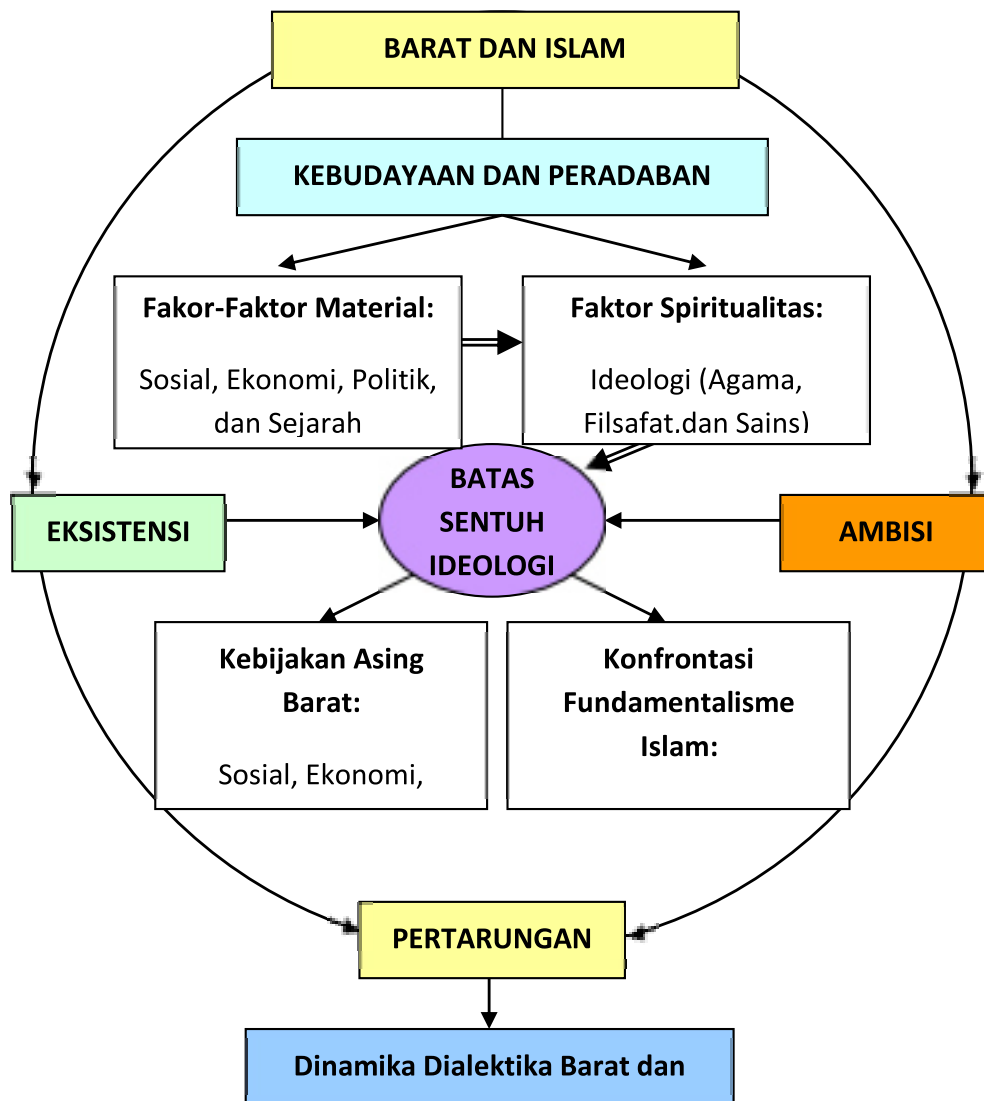 BARAT DAN ISLAM
KEBUDAYAAN DAN PERADABAN
Fakor-Faktor Material:
Sosial, Ekonomi, Politik,
dan Sejarah
Faktor Spiritualitas:
Ideologi (Agama,
Filsafat.dan Sains)
BATAS
SENTUH
IDEOLOGI
EKSISTENSI
AMBISI
Kebijakan Asing
Barat:
Sosial, Ekonomi,
Konfrontasi
Fundamentalisme
Islam:
PERTARUNGAN
Dinamika Dialektika Barat dan